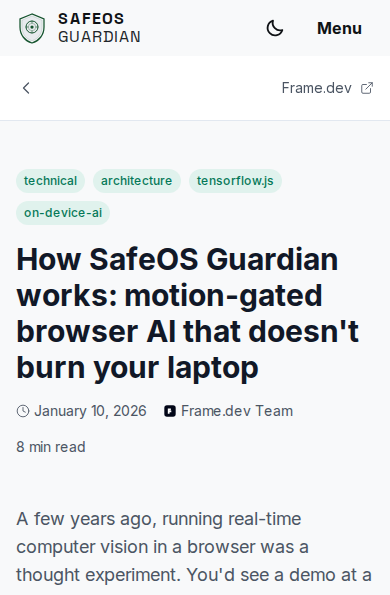 SAFEOS
GUARDIAN
Menu
Frame.dev
technical
architecture
tensorflow.js
on-device-ai
How SafeOS Guardian
works: motion-gated
browser AI that doesn't
burn your laptop
January 10, 2026
Frame.dev Team
8 min read
A few years ago, running real-time
computer vision in a browser was a
thought experiment. You'd see a demo at a